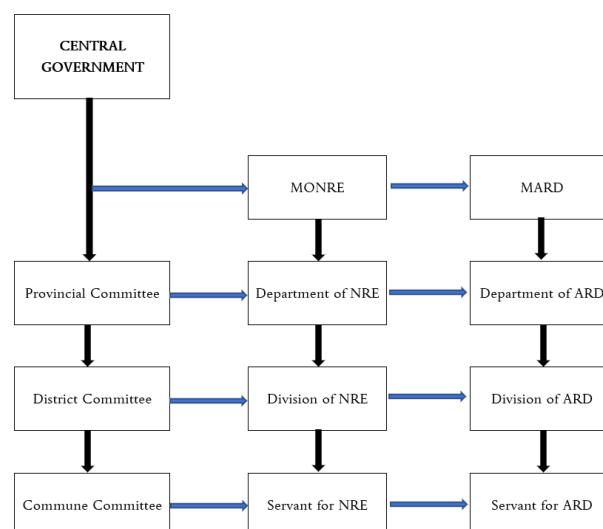 CENTRAL
GOVERNMENT
MONRE
MARD
Provincial Committee
Department of NRE
Department of ARD
District Committee
Division of NRE
Division of ARD
Commune Committee
Servant for NRE
Servant for ARD